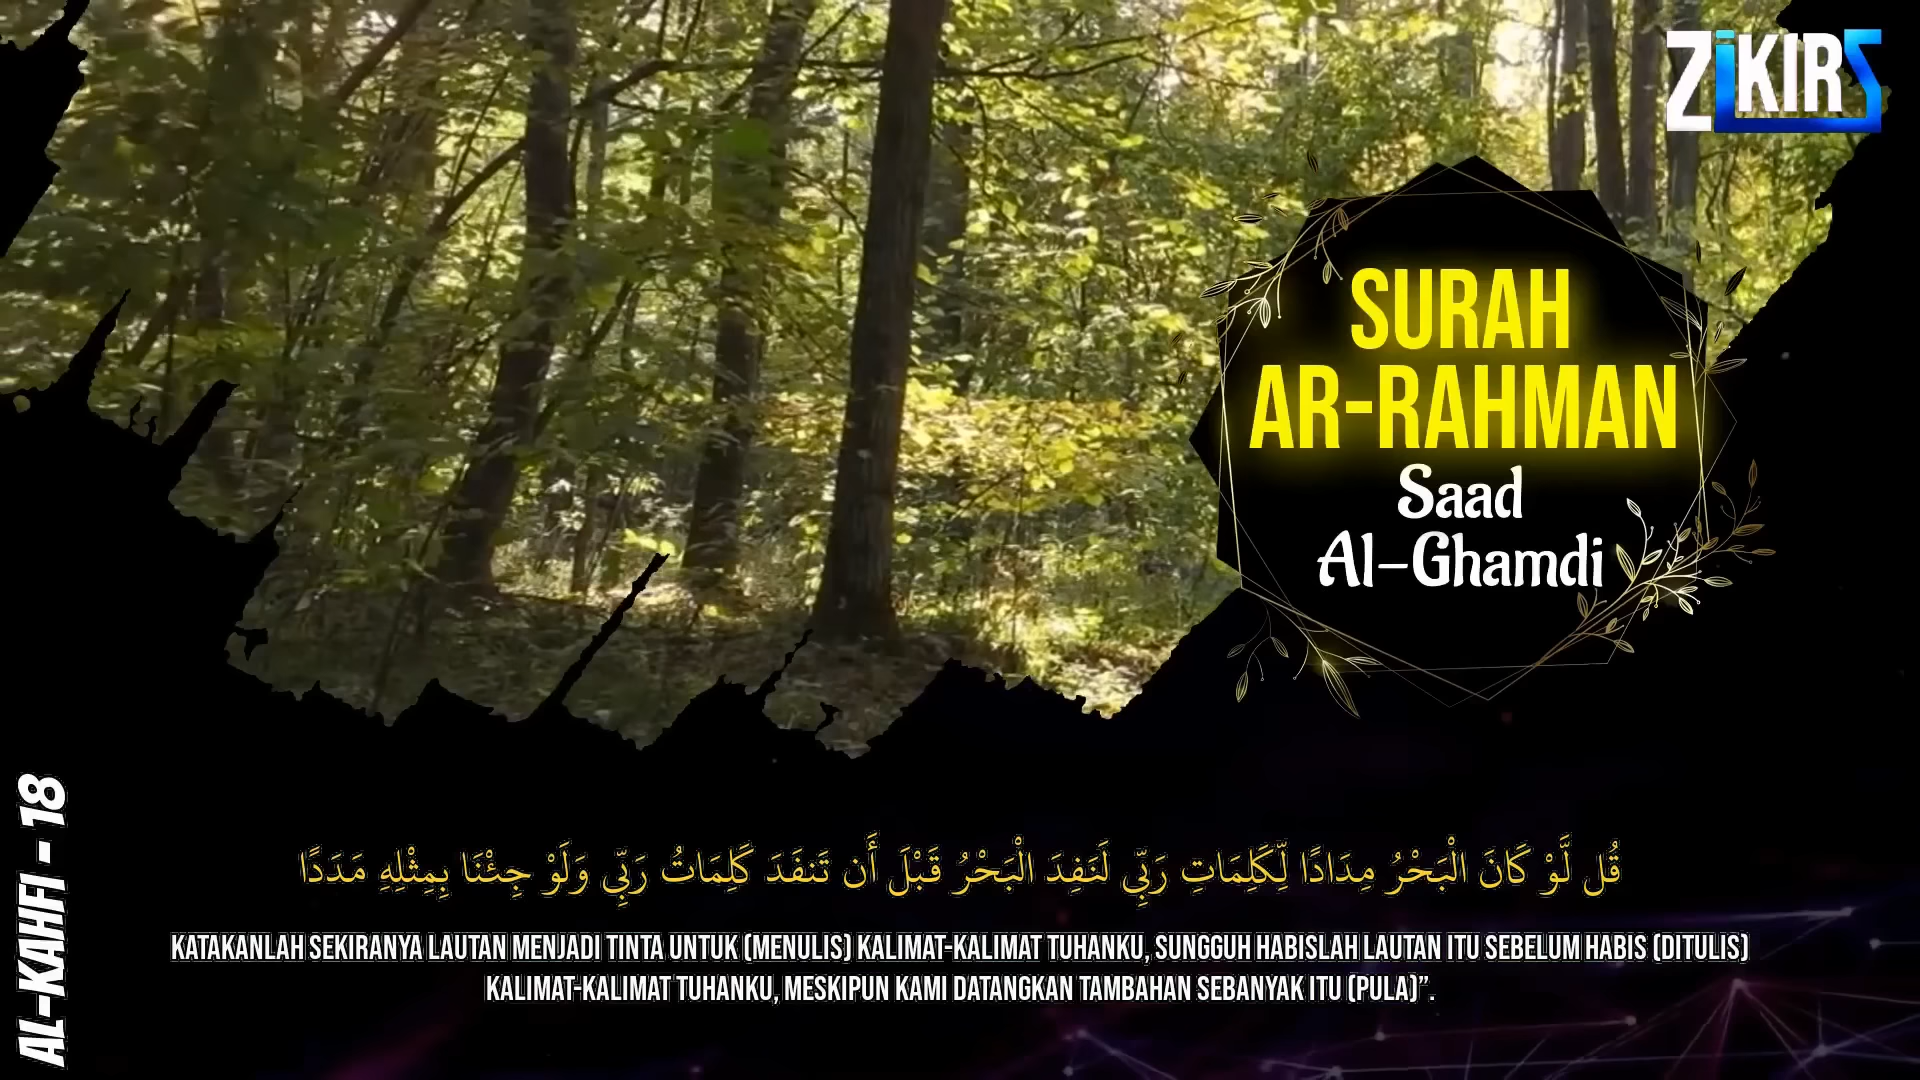 ZiKIRS
SURAH
AR-RAHMAN
Saad
Al-Ghamdi
AL-KAHFI - 18
قُل لَّوْ كَانَ الْبَحْرُ مِدَادًا لِّكَلِمَاتِ رَبِّي لَنَفِدَ الْبَحْرُ قَبْلَ أَن تَنفَدَ كَلِمَاتُ رَبِّي وَلَوْ جِئْنَا بِمِثْلِهِ مَدَدًا
KATAKANLAH SEKIRANYA LAUTAN MENJADI TINTA UNTUK (MENULIS) KALIMAT-KALIMAT TUHANKU, SUNGGUH HABISLAH LAUTAN ITU SEBELUM HABIS (DITULIS)
KALIMAT-KALIMAT TUHANKU, MESKIPUN KAMI DATANGKAN TAMBAHAN SEBANYAK ITU (PULA)”.